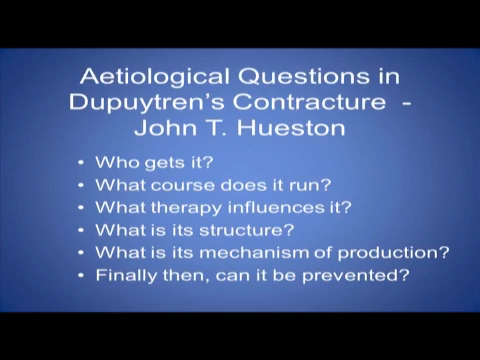 Aetiological Questions in
Dupuytren's Contracture -
John T. Hueston
• Who gets it?
• What course does it run?
• What therapy influences it?
• What is its structure?
• What is its mechanism of production?
• Finally then, can it be prevented?